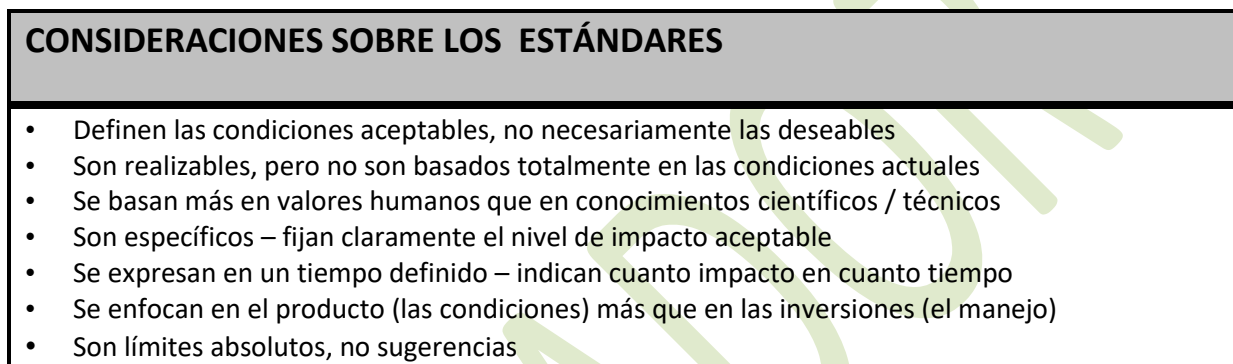 CONSIDERACIONES SOBRE LOS ESTÁNDARES
• Definen las condiciones aceptables, no necesariamente las deseables
• Son realizables, pero no son basados totalmente en las condiciones actuales
• Se basan más en valores humanos que en conocimientos científicos / técnicos
• Son específicos – fijan claramente el nivel de impacto aceptable
• Se expresan en un tiempo definido – indican cuanto impacto en cuanto tiempo
• Se enfocan en el producto (las condiciones) más que en las inversiones (el manejo)
• Son límites absolutos, no sugerencias